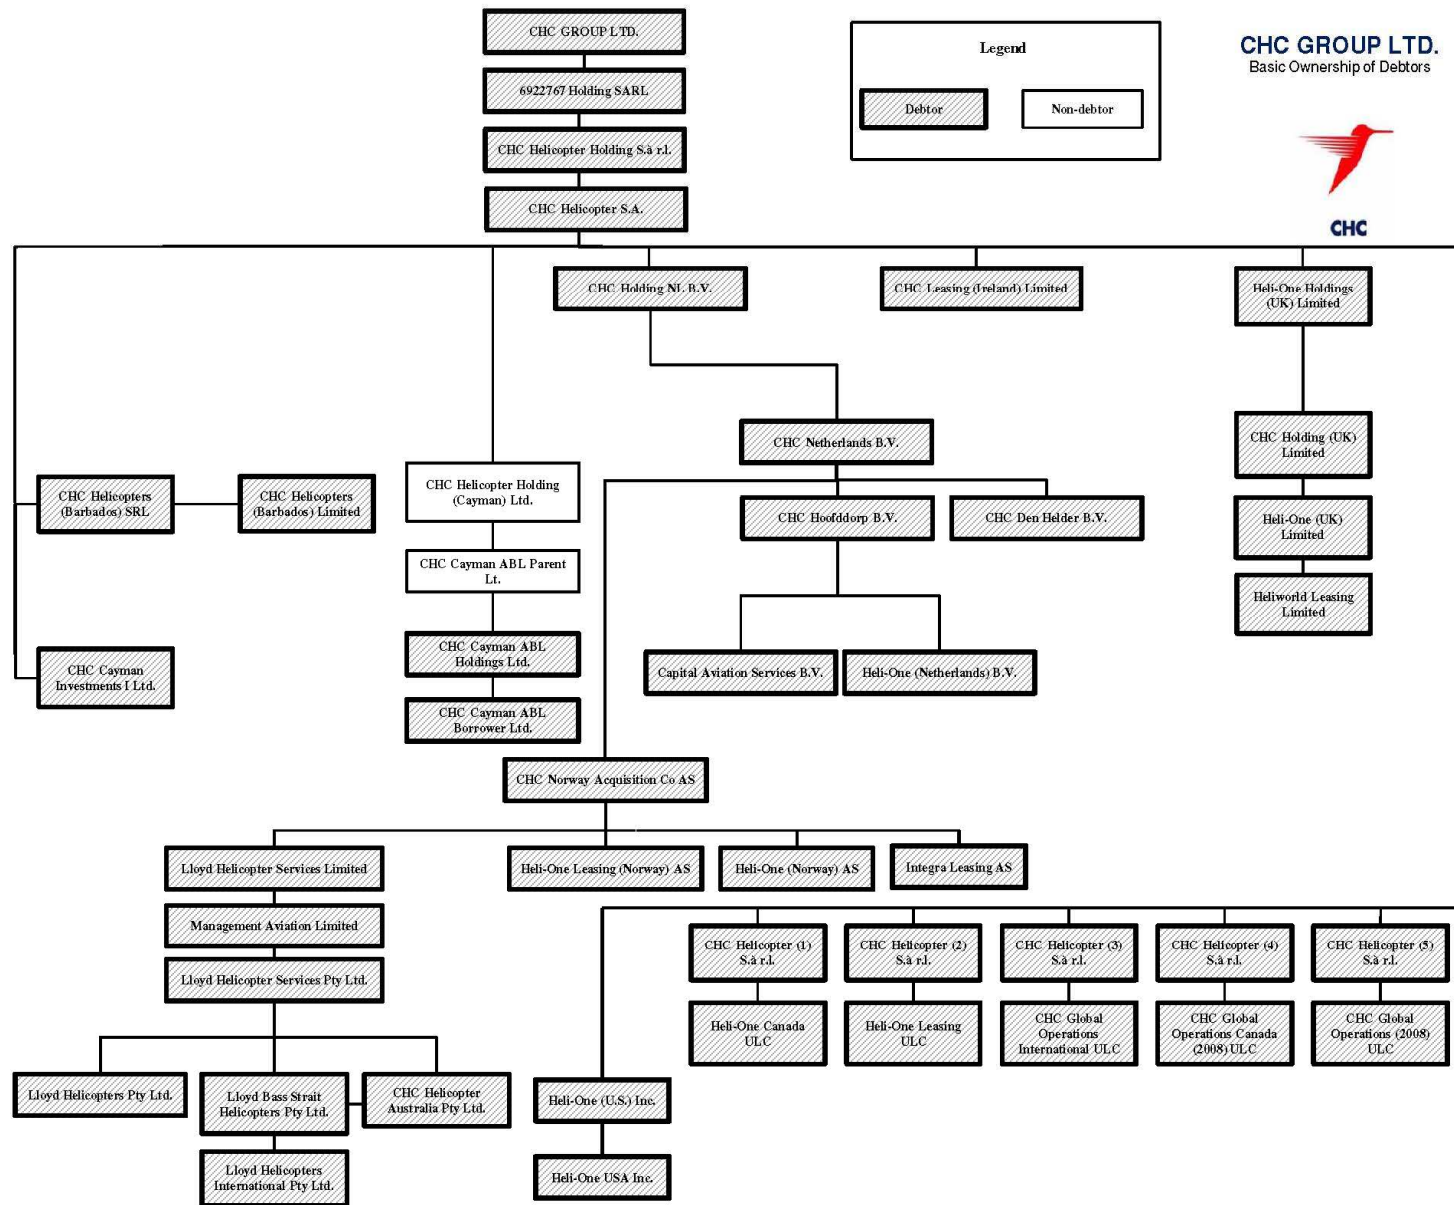 CHC GROUP LTD.
6922767 Holding SARL
CHC Helicopter Holding S.à r.l.
CHC Helicopter S.A.
Legend
Debtor
Non-debtor
CHC GROUP LTD.
Basic Ownership of Debtors
CHC
CHC Holding NL B.V.
CHC Leasing (Ireland) Limited
Heli-One Holdings
(UK) Limited
CHC Netherlands B.V.
CHC Holding (UK)
Limited
CHC Helicopters
(Barbados) SRL
CHC Helicopters
(Barbados) Limited
CHC Helicopter Holding
(Cayman) Ltd.
CHC Hoofddorp B.V.
CHC Den Helder B.V.
Heli-One (UK)
Limited
CHC Cayman ABL Parent
Lt.
Heliworld Leasing
Limited
CHC Cayman
Investments I Ltd.
CHC Cayman ABL
Holdings Ltd.
Capital Aviation Services B.V.
Heli-One (Netherlands) B.V.
CHC Cayman ABL
Borrower Ltd.
CHC Norway Acquisition Co AS
Lloyd Helicopter Services Limited
Heli-One Leasing (Norway) AS
Heli-One (Norway) AS
Integra Leasing AS
Management Aviation Limited
Lloyd Helicopter Services Pty Ltd.
CHC Helicopter (1)
S.à r.l.
CHC Helicopter (2)
S.à r.l.
CHC Helicopter (3)
S.à r.l.
CHC Helicopter (4)
S.à r.l.
CHC Helicopter (5)
S.à r.l.
Heli-One Canada
ULC
Heli-One Leasing
ULC
CHC Global
Operations
International ULC
CHC Global
Operations Canada
(2008) ULC
CHC Global
Operations (2008)
ULC
Lloyd Helicopters Pty Ltd.
Lloyd Bass Strait
Helicopters Pty Ltd.
CHC Helicopter
Australia Pty Ltd.
Heli-One (U.S.) Inc.
Lloyd Helicopters
International Pty Ltd.
Heli-One USA Inc.